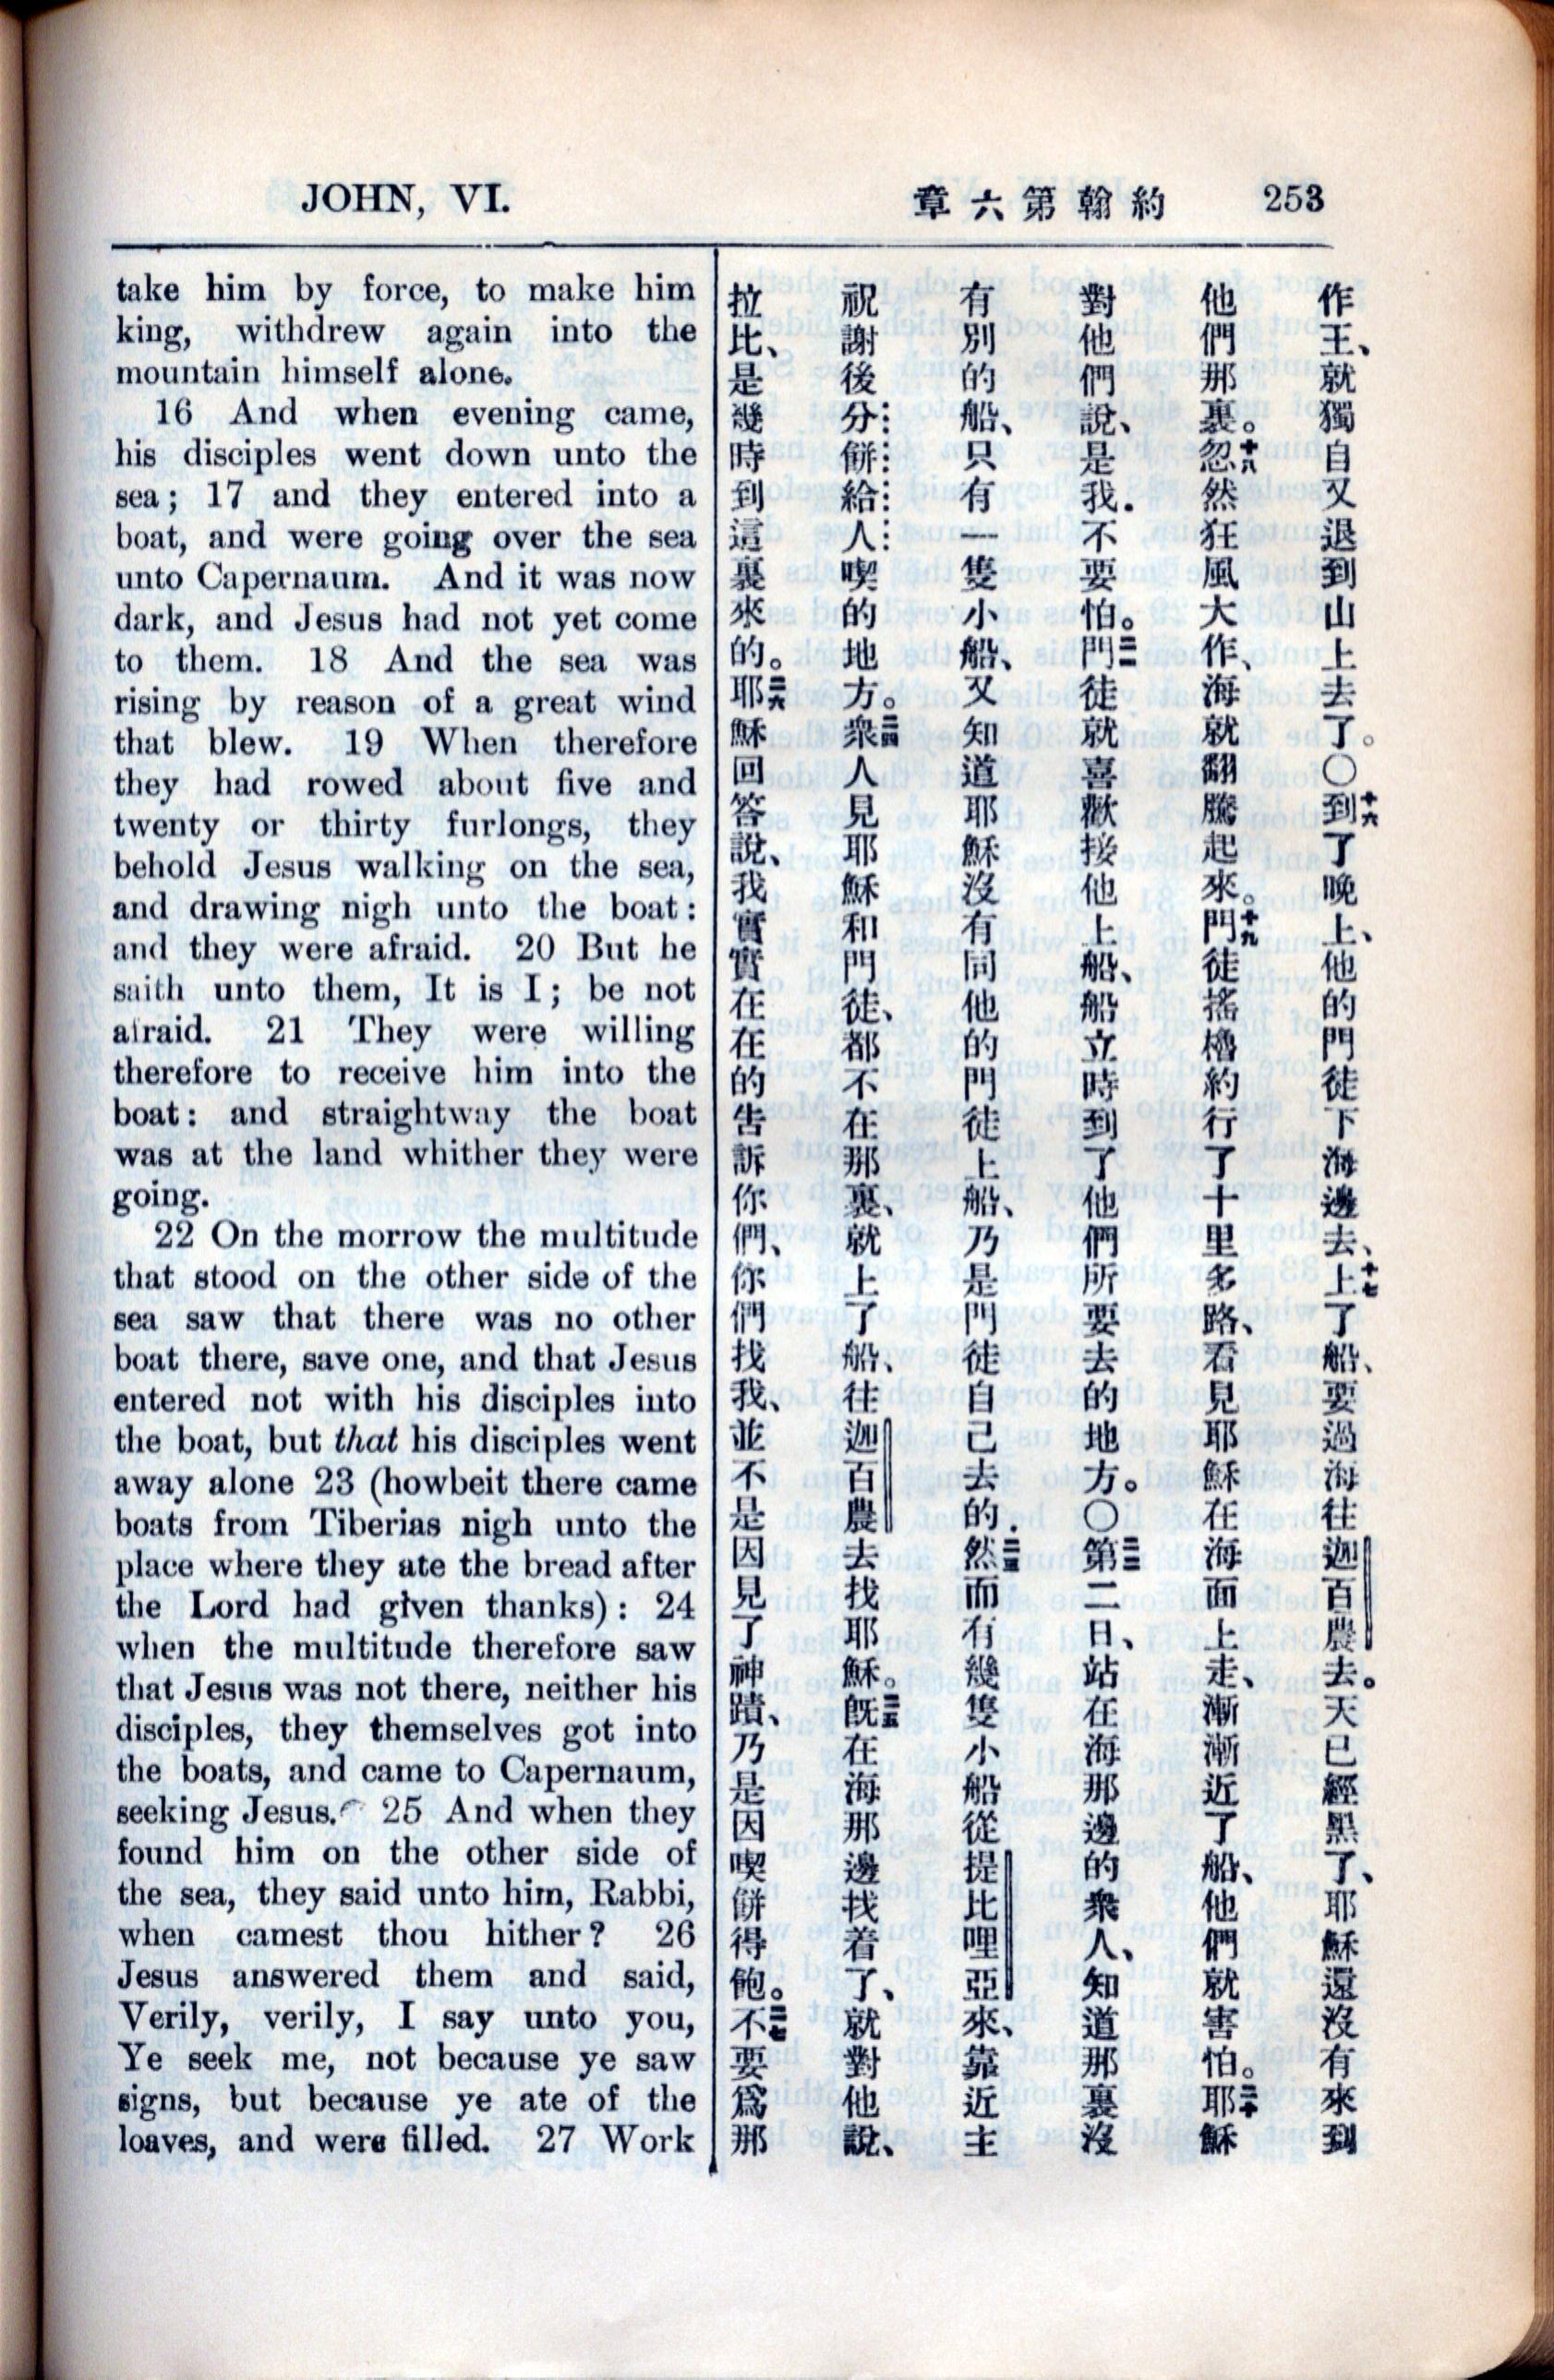 JOHN, VI.
章六第翰約
253
take him by force, to make him
king, withdrew again into the
mountain himself alone.
16 And when evening came,
his disciples went down unto the
sea; 17 and they entered into a
boat, and were going over the sea
unto Capernaum. And it was now
dark, and Jesus had not yet come
to them. 18 And the sea was
rising by reason of a great wind
that blew. 19 When therefore
they had rowed about five and
twenty or thirty furlongs, they
behold Jesus walking on the sea,
and drawing nigh unto the boat:
and they were afraid. 20 But he
saith unto them, It is I; be not
afraid. 21 They were willing
therefore to receive him into the
boat: and straightway the boat
was at the land whither they were
going.
22 On the morrow the multitude
that stood on the other side of the
sea saw that there was no other
boat there, save one, and that Jesus
entered not with his disciples into
the boat, but that his disciples went
away alone 23 (howbeit there came
boats from Tiberias nigh unto the
place where they ate the bread after
the Lord had given thanks): 24
when the multitude therefore saw
that Jesus was not there, neither his
disciples, they themselves got into
the boats, and came to Capernaum,
seeking Jesus. 25 And when they
found him on the other side of
the sea, they said unto him, Rabbi,
when camest thou hither? 26
Jesus answered them and said,
Verily, verily, I say unto you,
Ye seek me, not because ye saw
signs, but because ye ate of the
loaves, and were filled. 27 Work
作王、就獨自又退到山上去了。○十六到了晚上、他的門徒下海邊去、十七上了船、要過海往迦百農去。天已經黑了、耶穌還沒有來到
他們那裏。十八忽然狂風大作、海就翻騰起來。十九門徒搖櫓約行了十里多路、看見耶穌在海面上走、漸漸近了船、他們就害怕。二十耶穌
對他們說、是我．不要怕。二一門徒就喜歡接他上船、船立時到了他們所要去的地方。○二二第二日、站在海那邊的衆人、知道那裏沒
有別的船、只有一隻小船、又知道耶穌沒有同他的門徒上船、乃是門徒自己去的．二三然而有幾隻小船從提比哩亞來、靠近主
祝謝後分餅給人喫的地方。二四衆人見耶穌和門徒、都不在那裏、就上了船、往迦百農去找耶穌。二五旣在海那邊找着了、就對他說、
拉比、是幾時到這裏來的。二六耶穌回答說、我實實在在的告訴你們、你們找我、並不是因見了神蹟、乃是因喫餅得飽。二七不要爲那